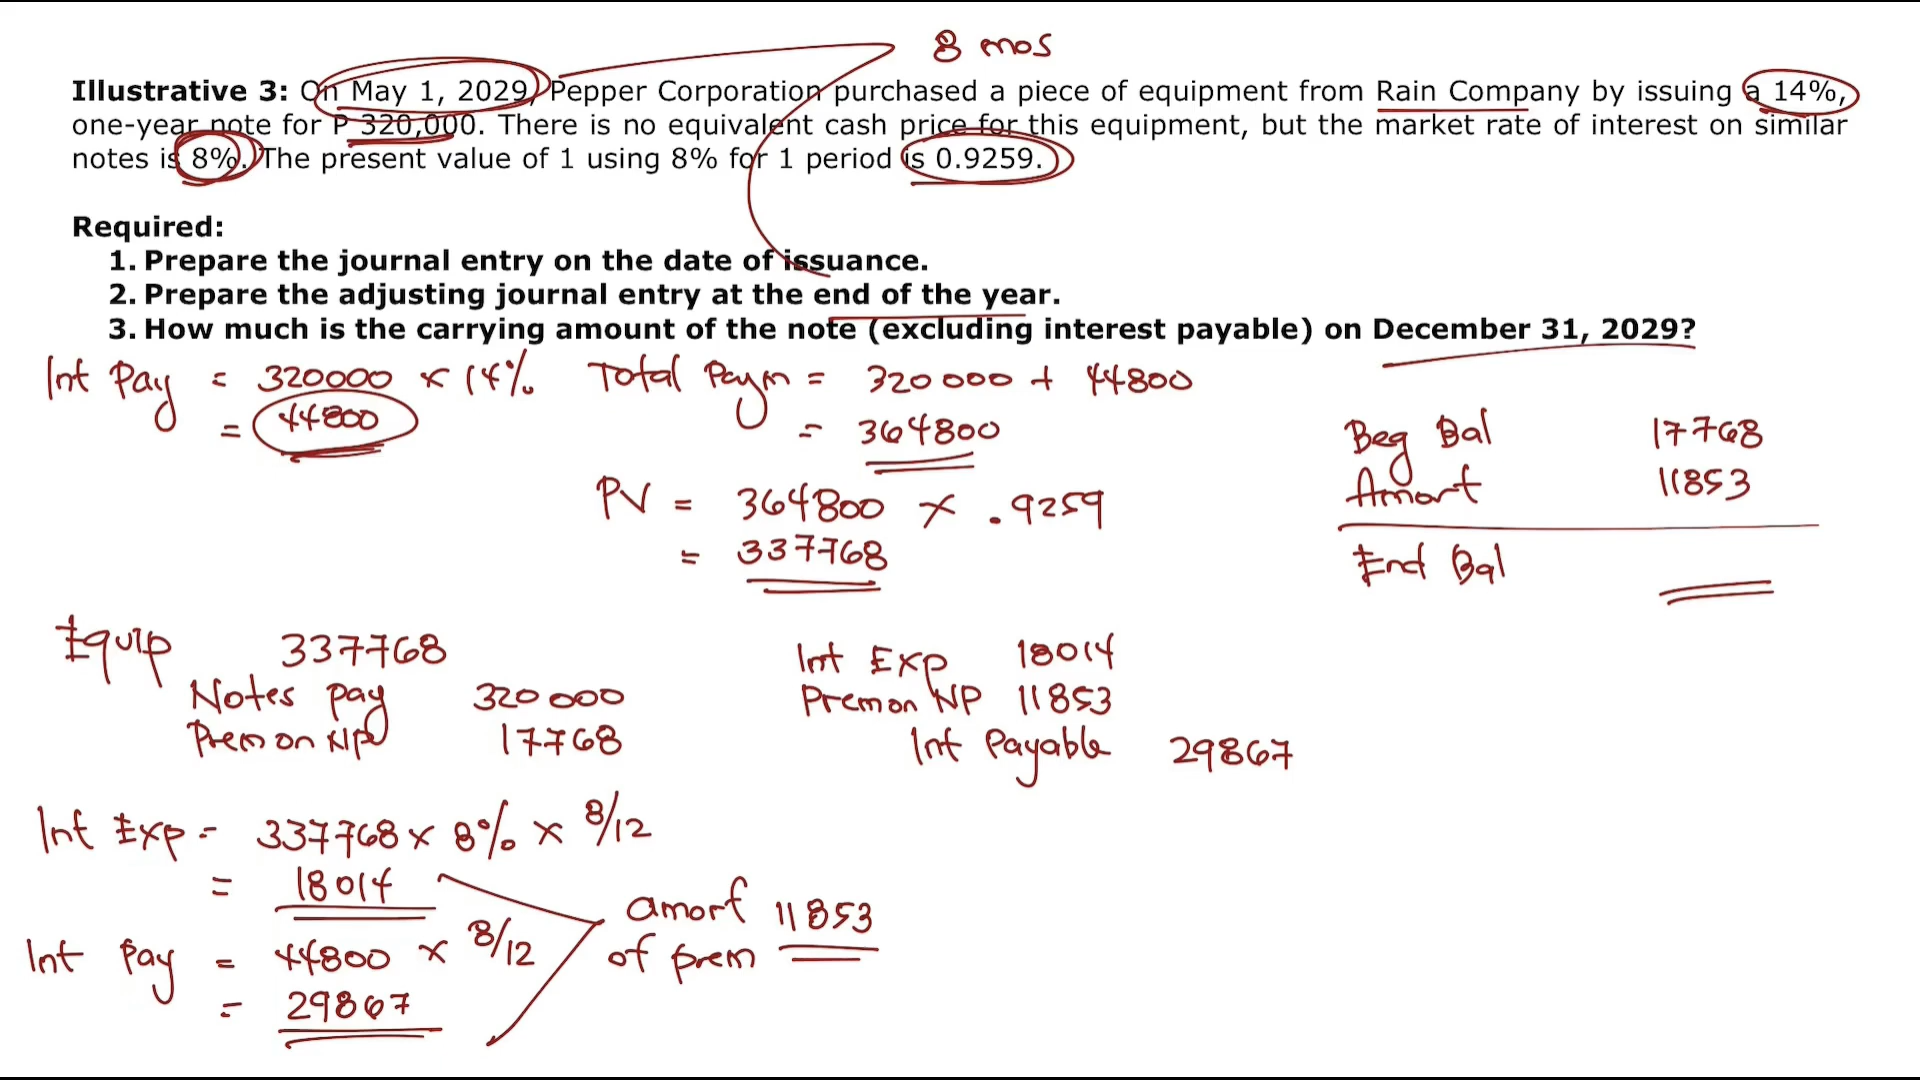 8 mos
Illustrative 3: On May 1, 2029, Pepper Corporation purchased a piece of equipment from Rain Company by issuing a 14%,
one-year note for P 320,000. There is no equivalent cash price for this equipment, but the market rate of interest on similar
notes is 8%. The present value of 1 using 8% for 1 period is 0.9259.
Required:
1. Prepare the journal entry on the date of issuance.
2. Prepare the adjusting journal entry at the end of the year.
3. How much is the carrying amount of the note (excluding interest payable) on December 31, 2029?
Int Pay = 320000 x 14%
= 44800
Total Paym = 320 000 + 44800
= 364800
PV = 364800 x .9259
= 337768
Beg Bal 17768
Amort 11853
End Bal
Equip 337768
Notes pay 320 000
Prem on NP 17768
Int Exp 18014
Prem on NP 11853
Int Payable 29867
Int Exp = 337768 x 8% x 8/12
= 18014
Int Pay = 44800 x 8/12
= 29867
amort 11853
of prem